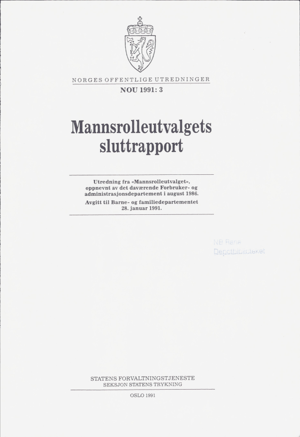 NORGES OFFENTLIGE UTREDNINGER
NOU 1991: 3
Mannsrolleutvalgets
sluttrapport
Utredning fra «Mannsrolleutvalget»,
oppnevnt av det daværende Forbruker- og
administrasjonsdepartement i august 1986.
Avgitt til Barne- og familiedepartementet
28. januar 1991.
STATENS FORVALTNINGSTJENESTE
SEKSJON STATENS TRYKNING
OSLO 1991